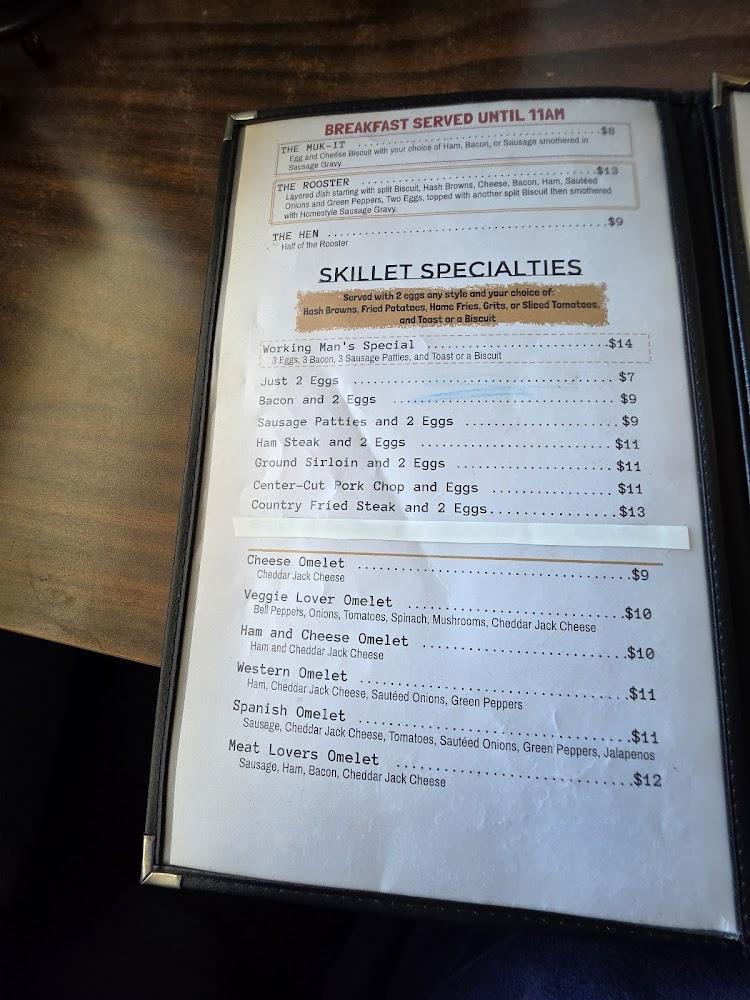 BREAKFAST SERVED UNTIL 11AM
THE MUK-IT ........................ $8
Egg and Cheese Biscuit with your choice of Ham, Bacon, or Sausage smothered in
Sausage Gravy.
THE ROOSTER ........................ $13
Layered dish starting with split Biscuit, Hash Browns, Cheese, Bacon, Ham, Sautéed
Onions and Green Peppers, Two Eggs, topped with another split Biscuit then smothered
with Homestyle Sausage Gravy.
THE HEN ........................ $9
Half of the Rooster
SKILLET SPECIALTIES
Served with 2 eggs any style and your choice of:
Hash Browns, Fried Potatoes, Home Fries, Grits, or Sliced Tomatoes,
and Toast or a Biscuit
Working Man's Special ........................ $14
3 Eggs, 3 Bacon, 3 Sausage Patties, and Toast or a Biscuit
Just 2 Eggs ........................ $7
Bacon and 2 Eggs ........................ $9
Sausage Patties and 2 Eggs ........................ $9
Ham Steak and 2 Eggs ........................ $11
Ground Sirloin and 2 Eggs ........................ $11
Center-Cut Pork Chop and Eggs ........................ $11
Country Fried Steak and 2 Eggs ........................ $13
Cheese Omelet ........................ $9
Cheddar Jack Cheese
Veggie Lover Omelet ........................ $10
Bell Peppers, Onions, Tomatoes, Spinach, Mushrooms, Cheddar Jack Cheese
Ham and Cheese Omelet ........................ $10
Ham and Cheddar Jack Cheese
Western Omelet ........................ $11
Ham, Cheddar Jack Cheese, Sautéed Onions, Green Peppers
Spanish Omelet ........................ $11
Sausage, Cheddar Jack Cheese, Tomatoes, Sautéed Onions, Green Peppers, Jalapenos
Meat Lovers Omelet ........................ $12
Sausage, Ham, Bacon, Cheddar Jack Cheese